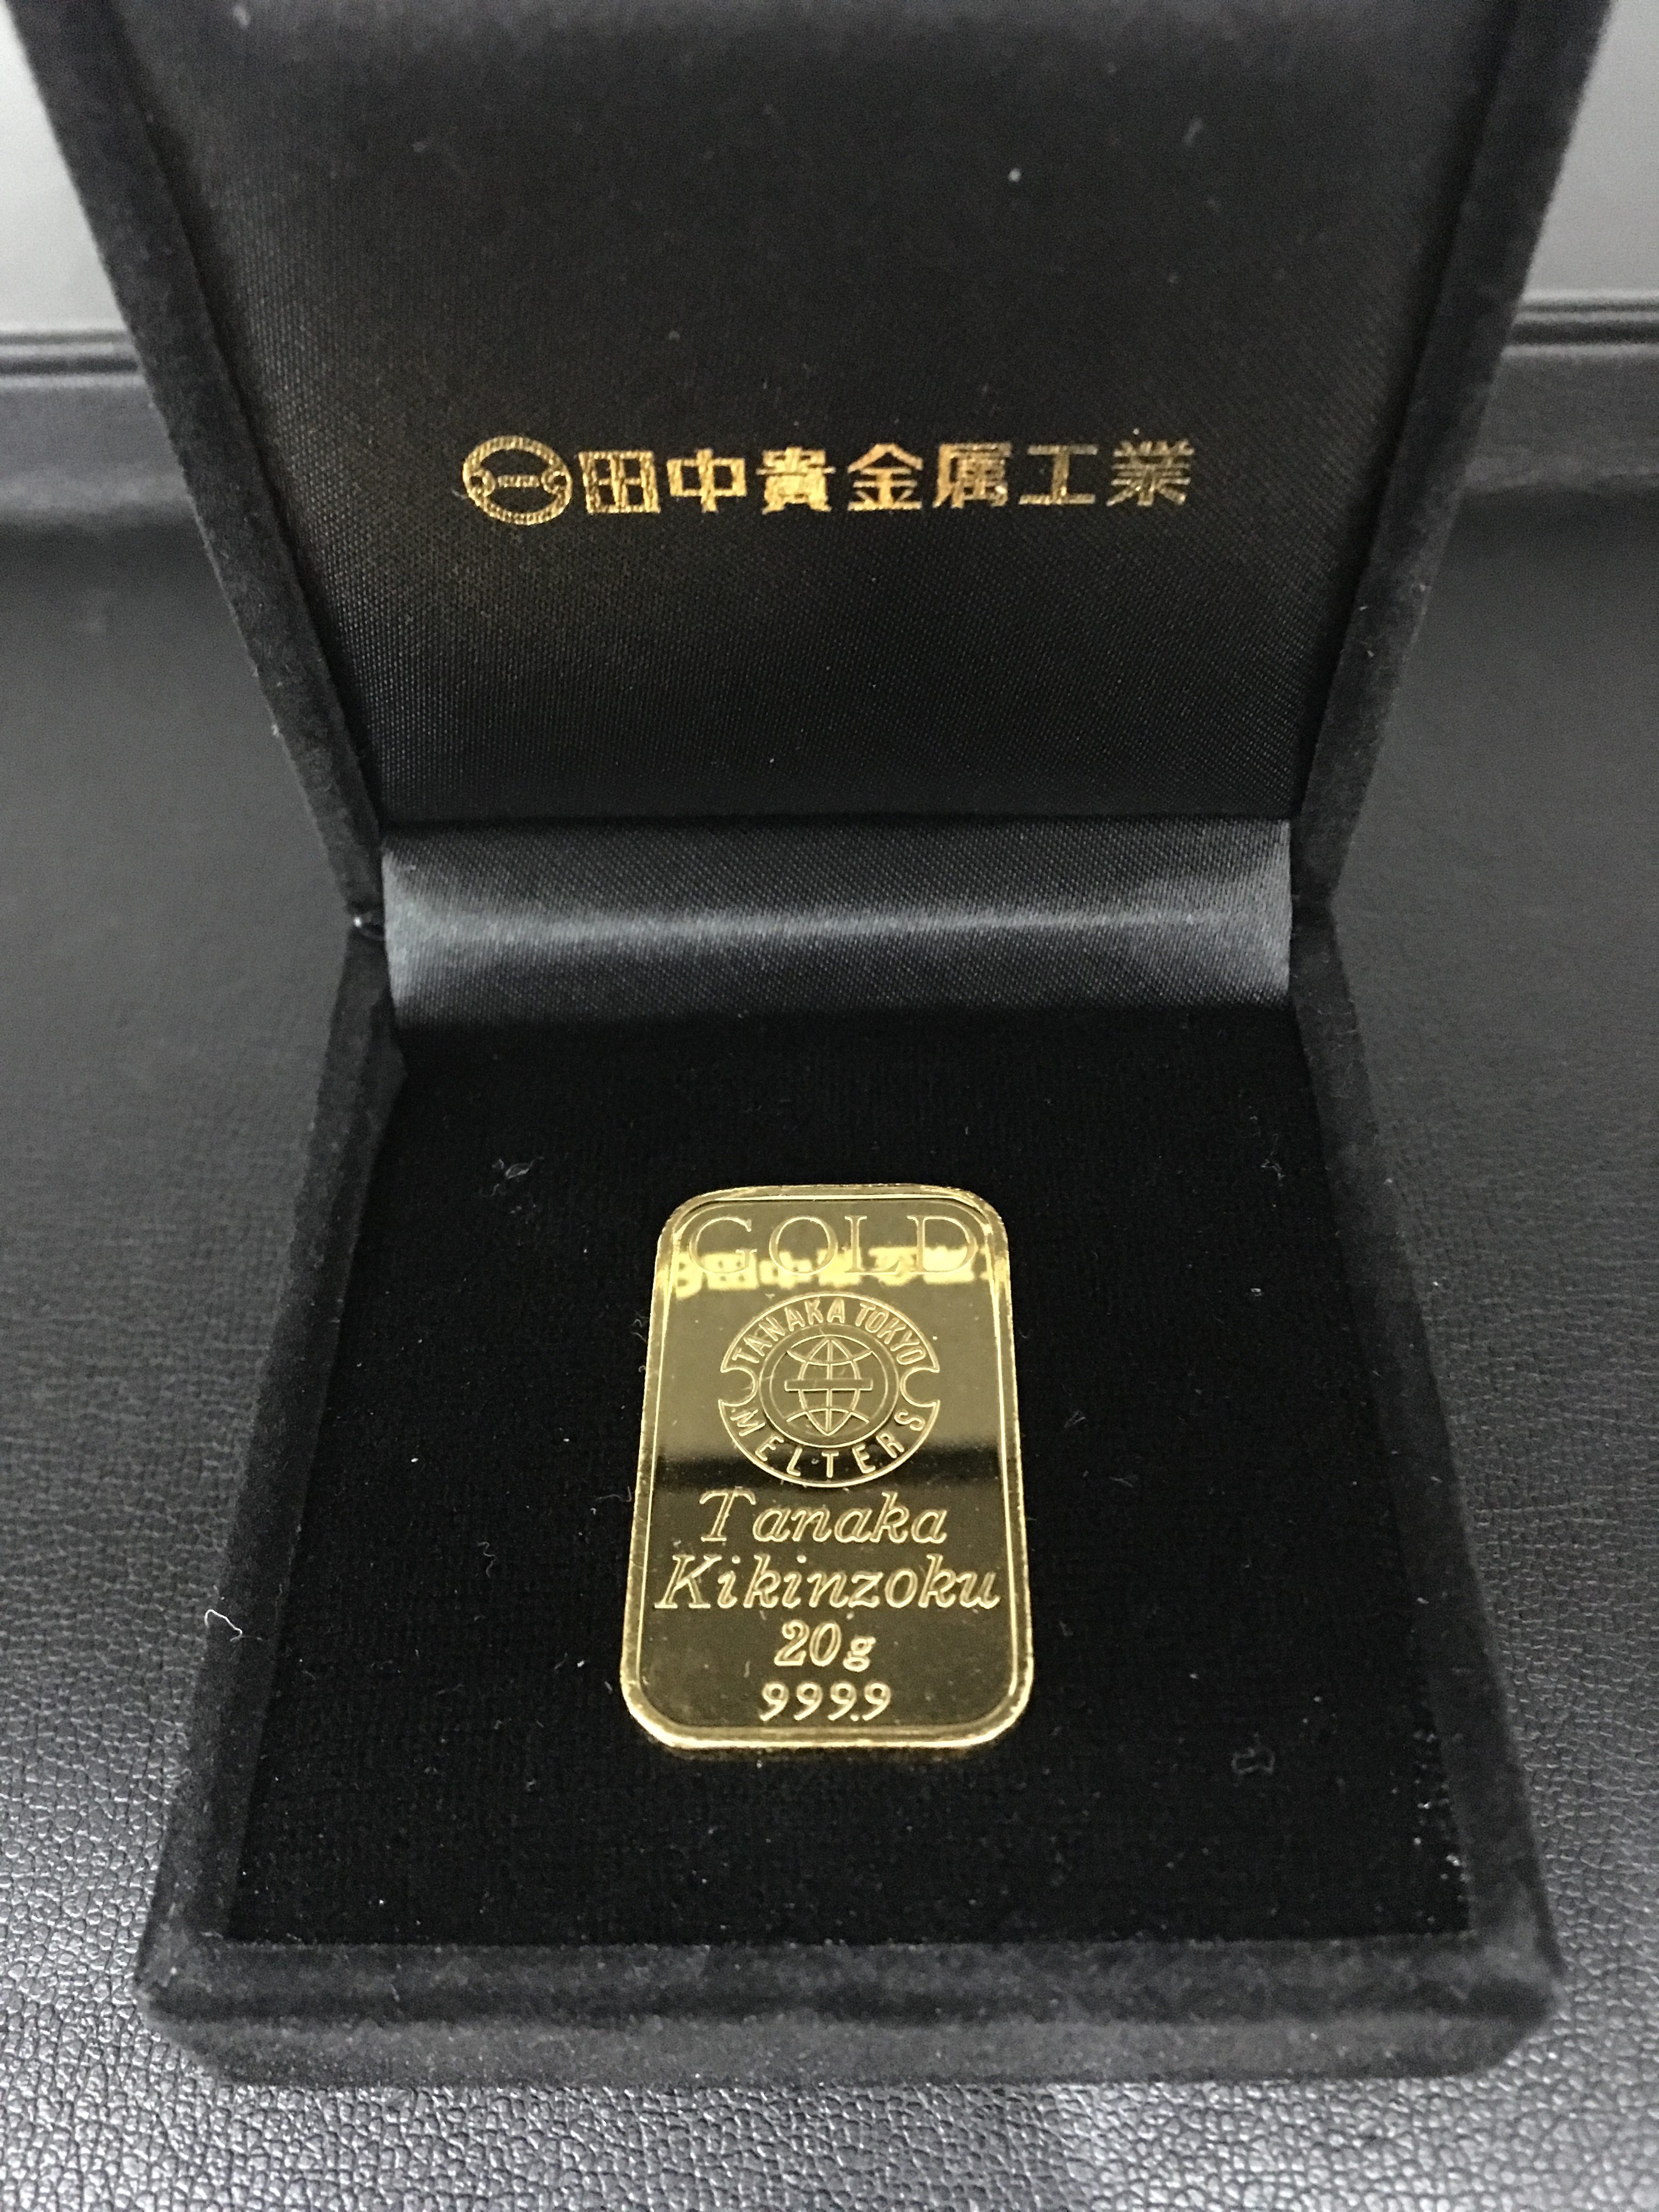 田中貴金属工業
GOLD
TANAKA TOKYO
MELTERS
Tanaka
Kikinzoku
20g
999.9